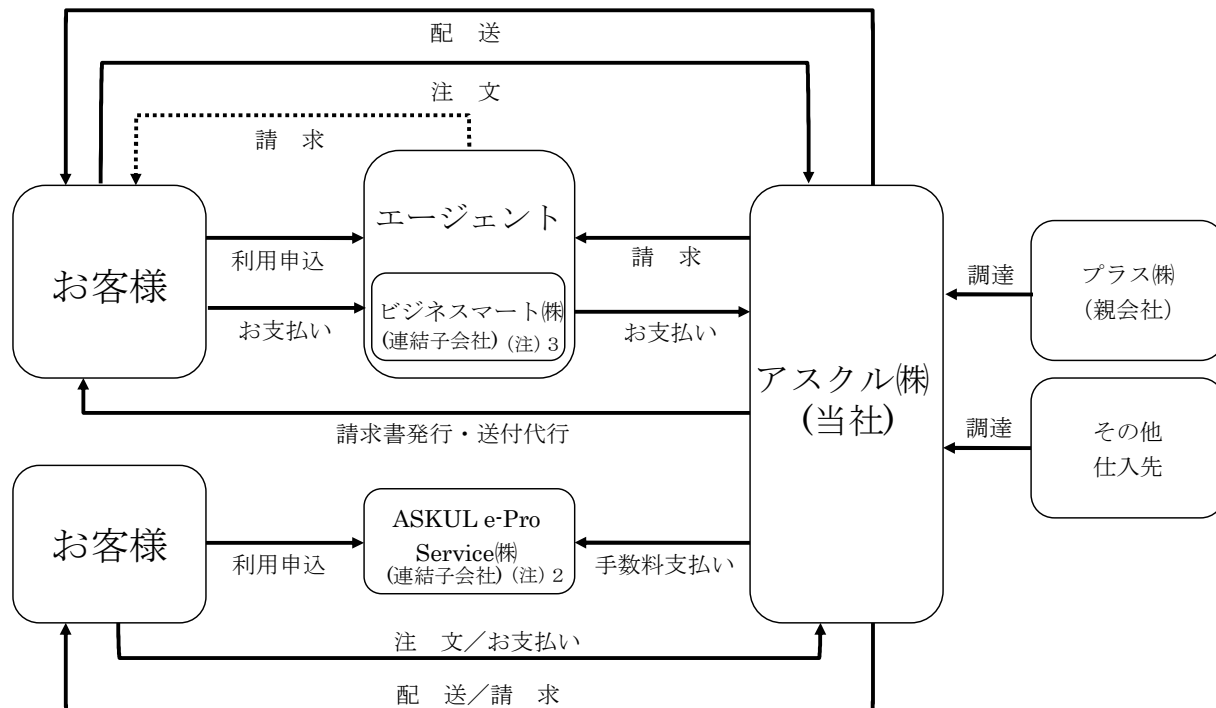 配　送
注　文
請　求
お客様
利用申込
お支払い
エージェント
ビジネスマート㈱
(連結子会社) (注) 3
請　求
お支払い
アスクル㈱
(当社)
調達
プラス㈱
(親会社)
調達
その他
仕入先
請求書発行・送付代行
お客様
利用申込
ASKUL e-Pro
Service㈱
(連結子会社) (注) 2
手数料支払い
注　文／お支払い
配　送／請　求